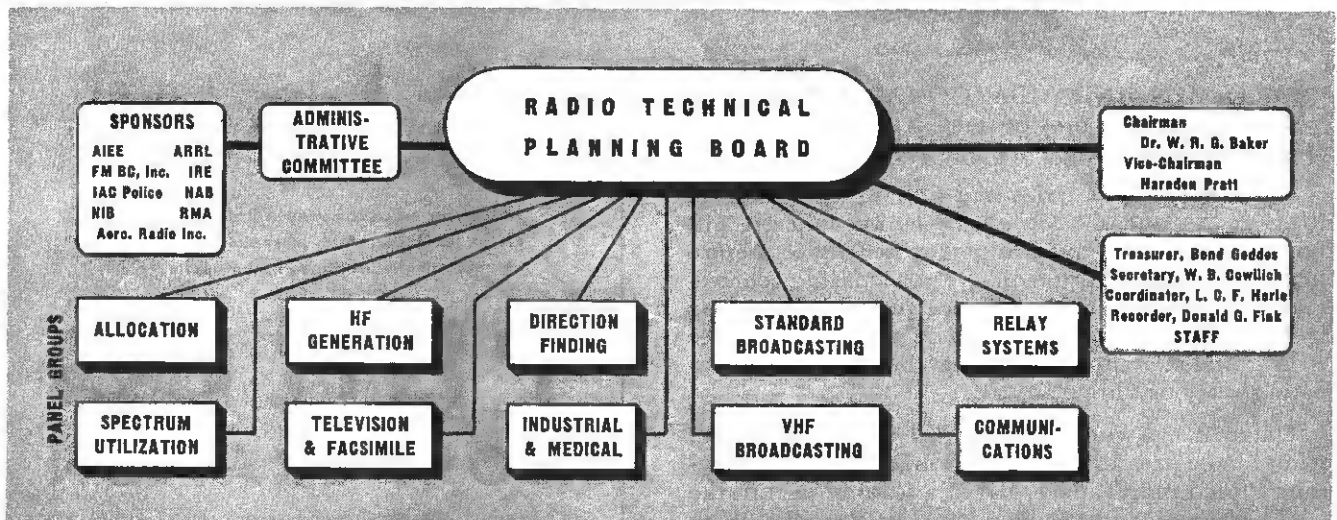 RADIO TECHNICAL
PLANNING BOARD
SPONSORS
AIEE ARRL
FM BC, Inc. IRE
IAC Police NAB
NIB RMA
Aero. Radio Inc.
ADMINIS-
TRATIVE
COMMITTEE
Chairman
Dr. W. R. G. Baker
Vice-Chairman
Harnden Pratt
Treasurer, Bond Geddes
Secretary, W. B. Cowilich
Coordinator, L. C. F. Horle
Recorder, Donald G. Fink
STAFF
PANEL GROUPS
ALLOCATION
HF
GENERATION
DIRECTION
FINDING
STANDARD
BROADCASTING
RELAY
SYSTEMS
SPECTRUM
UTILIZATION
TELEVISION
& FACSIMILE
INDUSTRIAL
& MEDICAL
VHF
BROADCASTING
COMMUNI-
CATIONS